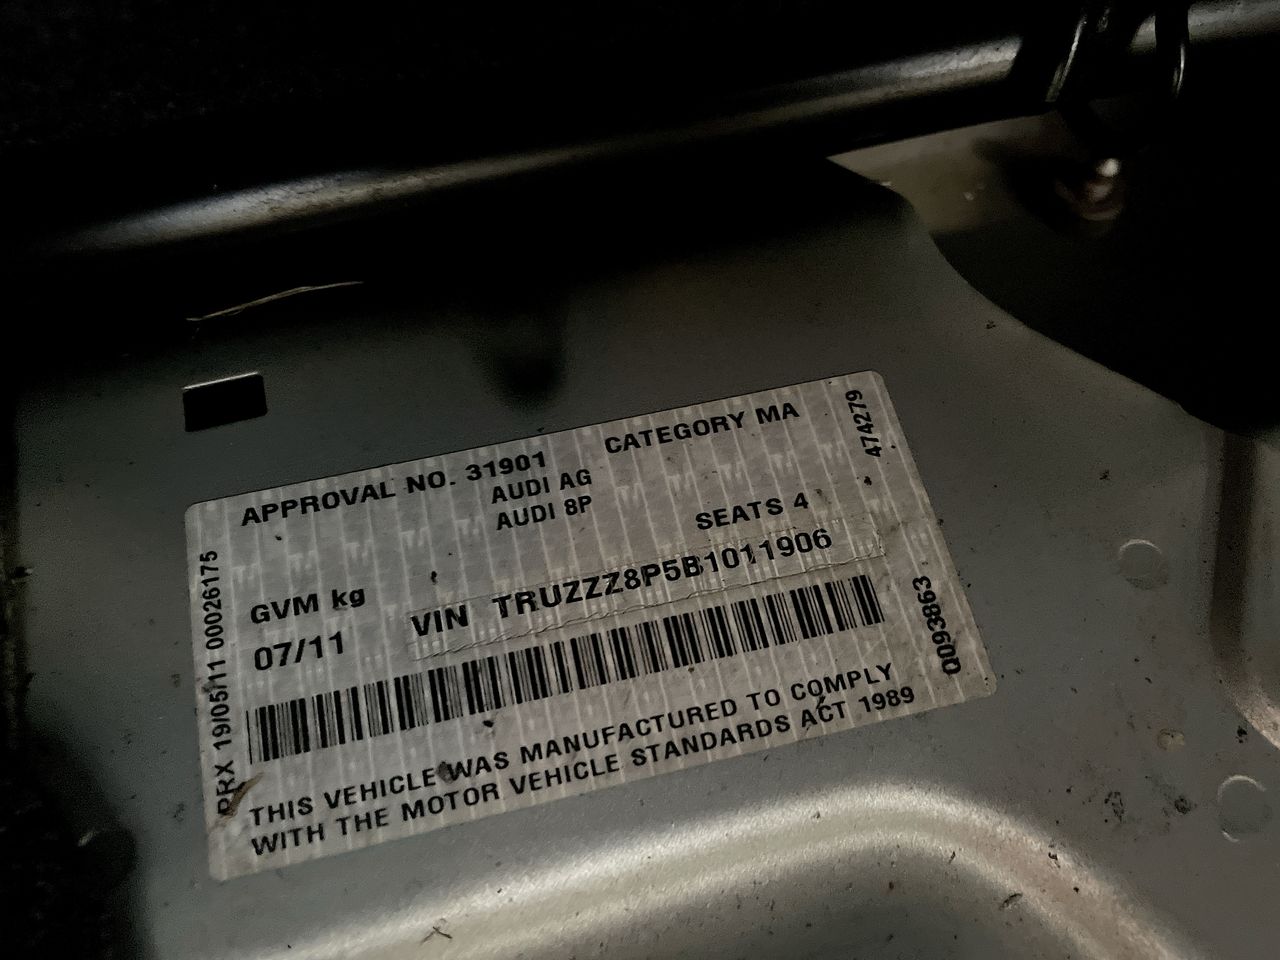 APPROVAL NO. 31901
CATEGORY MA
AUDI AG
AUDI 8P
SEATS 4
474279
GVM kg
07/11
VIN TRUZZZ8P5B1011906
Q093863
PRX 19/05/11 00026175
THIS VEHICLE WAS MANUFACTURED TO COMPLY
WITH THE MOTOR VEHICLE STANDARDS ACT 1989